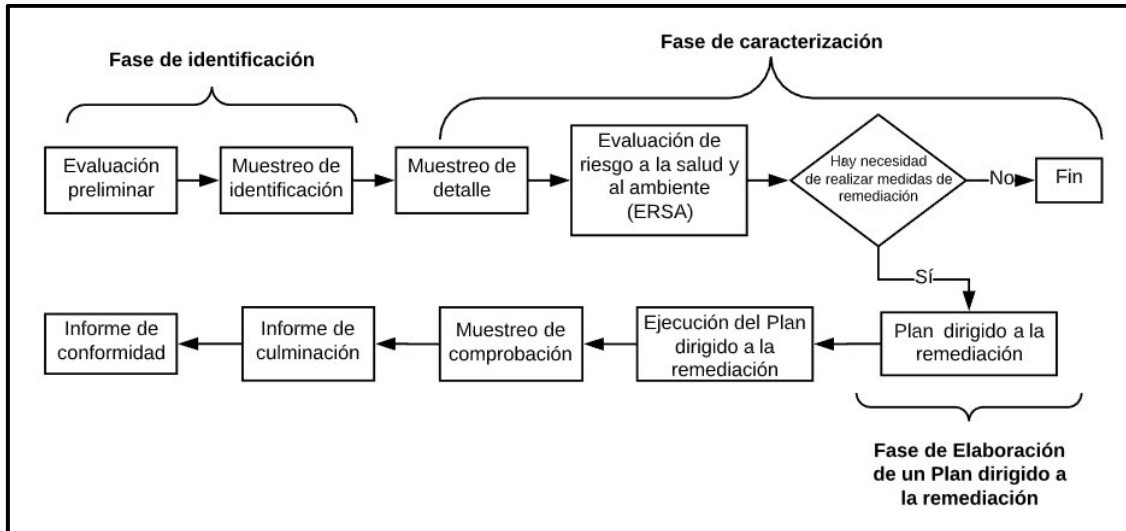 Fase de identificación
Fase de caracterización
Evaluación
preliminar
Muestreo de
identificación
Muestreo de
detalle
Evaluación de
riesgo a la salud y
al ambiente
(ERSA)
Hay necesidad
de realizar medidas de
remediación
No
Fin
Sí
Informe de
conformidad
Informe de
culminación
Muestreo de
comprobación
Ejecución del Plan
dirigido a la
remediación
Plan dirigido a la
remediación
Fase de Elaboración
de un Plan dirigido a
la remediación